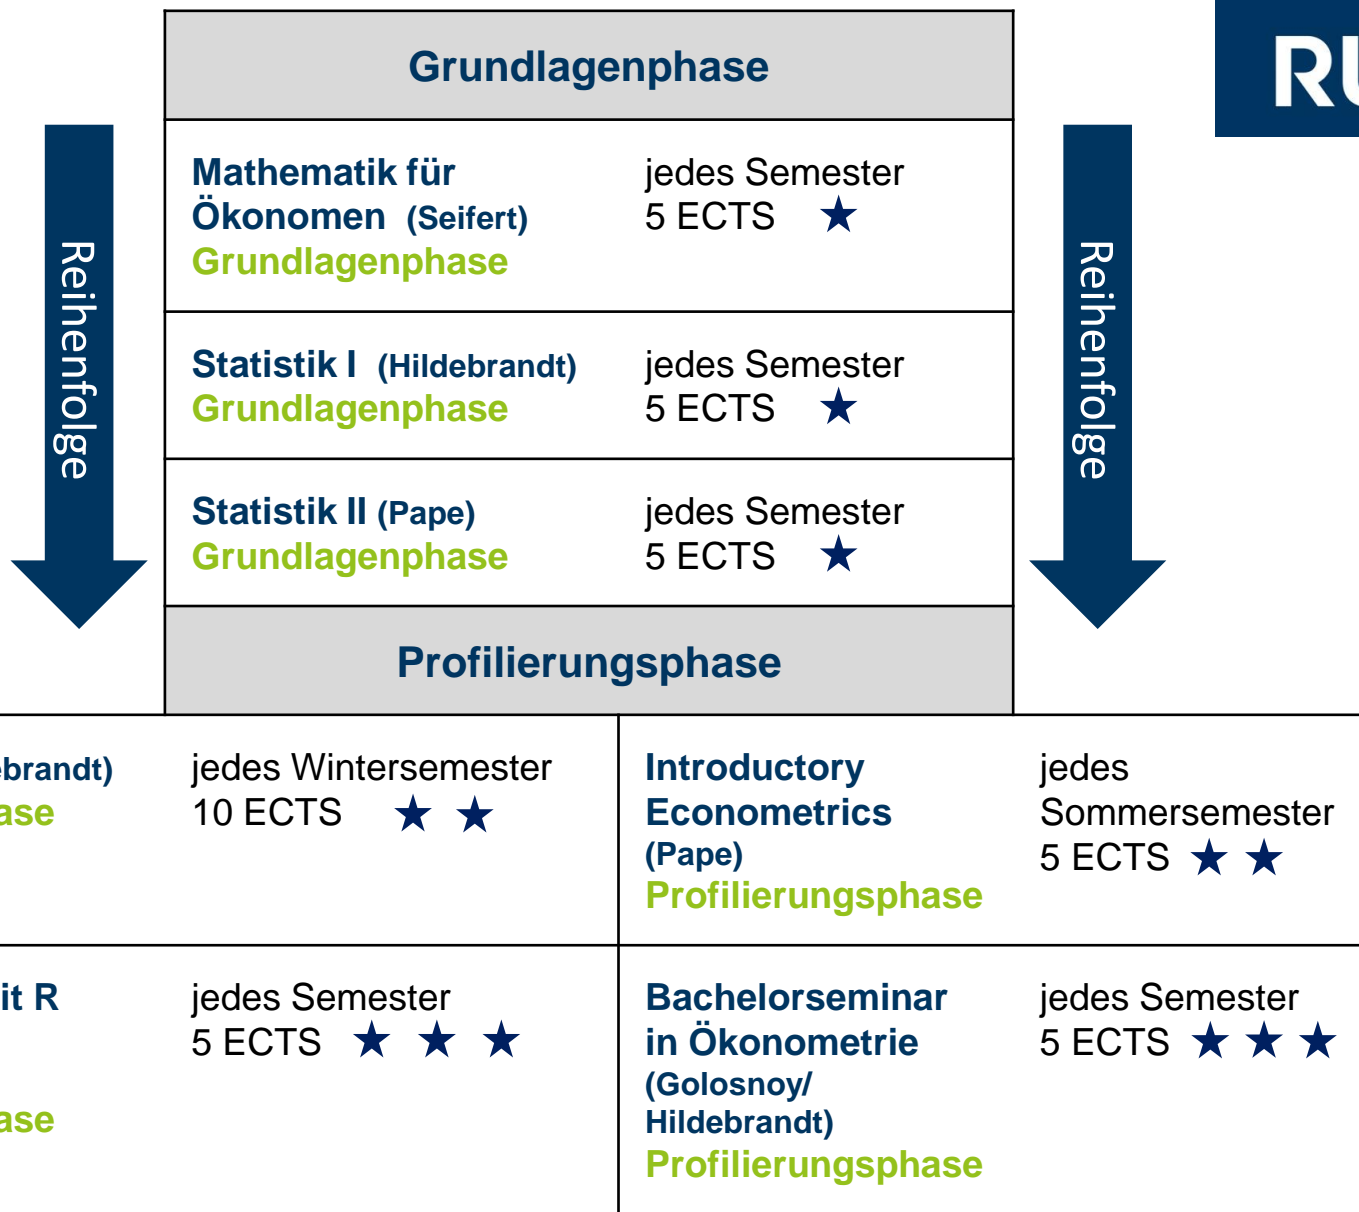 Grundlagenphase
RU
Reihenfolge
Reihenfolge
Mathematik für
Ökonomen (Seifert)
Grundlagenphase
jedes Semester
5 ECTS ★
Statistik I (Hildebrandt)
Grundlagenphase
jedes Semester
5 ECTS ★
Statistik II (Pape)
Grundlagenphase
jedes Semester
5 ECTS ★
Profilierungsphase
ebrandt)
ase
jedes Wintersemester
10 ECTS ★ ★
Introductory
Econometrics
(Pape)
Profilierungsphase
jedes
Sommersemester
5 ECTS ★ ★
it R
ase
jedes Semester
5 ECTS ★ ★ ★
Bachelorseminar
in Ökonometrie
(Golosnoy/
Hildebrandt)
Profilierungsphase
jedes Semester
5 ECTS ★ ★ ★